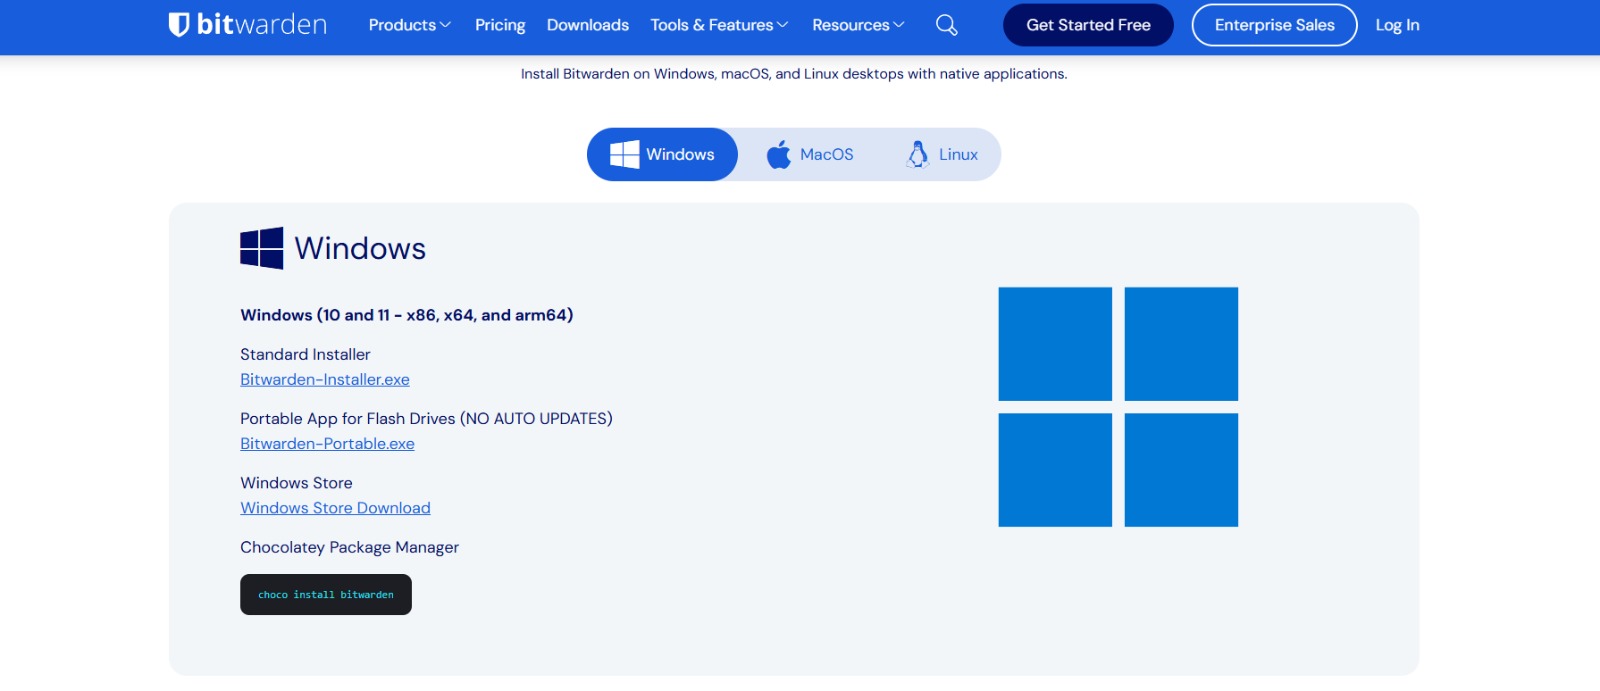 bitwarden
Products
Pricing
Downloads
Tools & Features
Resources
Get Started Free
Enterprise Sales
Log In
Install Bitwarden on Windows, macOS, and Linux desktops with native applications.
Windows
MacOS
Linux
Windows
Windows (10 and 11 - x86, x64, and arm64)
Standard Installer
Bitwarden-Installer.exe
Portable App for Flash Drives (NO AUTO UPDATES)
Bitwarden-Portable.exe
Windows Store
Windows Store Download
Chocolatey Package Manager
choco install bitwarden